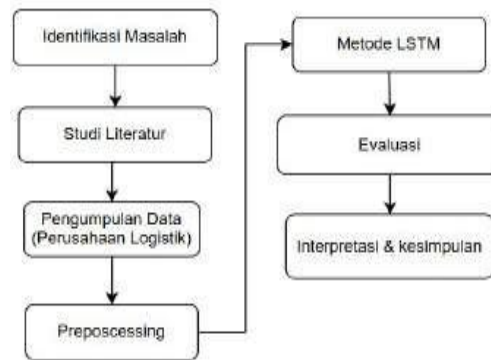 Identifikasi Masalah
Studi Literatur
Pengumpulan Data
(Perusahaan Logistik)
Preposcessing
Metode LSTM
Evaluasi
Interpretasi & kesimpulan